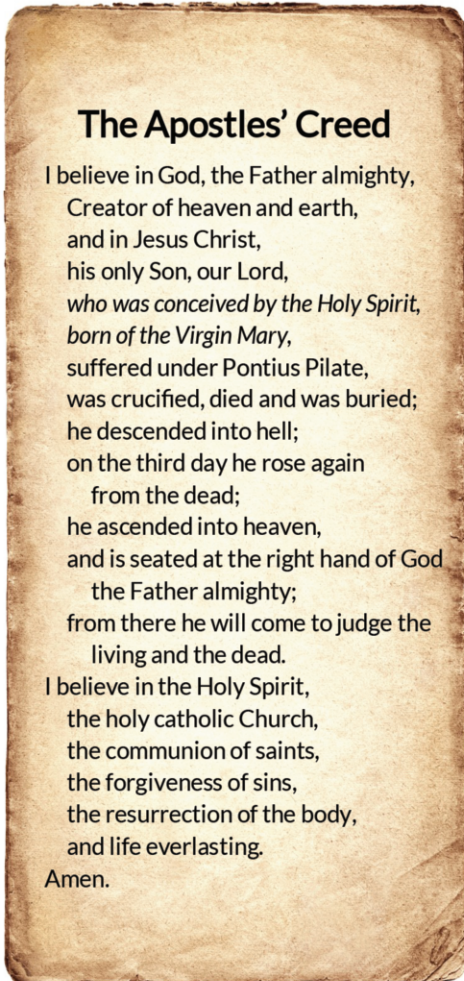 The Apostles’ Creed
I believe in God, the Father almighty,
Creator of heaven and earth,
and in Jesus Christ,
his only Son, our Lord,
who was conceived by the Holy Spirit,
born of the Virgin Mary,
suffered under Pontius Pilate,
was crucified, died and was buried;
he descended into hell;
on the third day he rose again
from the dead;
he ascended into heaven,
and is seated at the right hand of God
the Father almighty;
from there he will come to judge the
living and the dead.
I believe in the Holy Spirit,
the holy catholic Church,
the communion of saints,
the forgiveness of sins,
the resurrection of the body,
and life everlasting.
Amen.